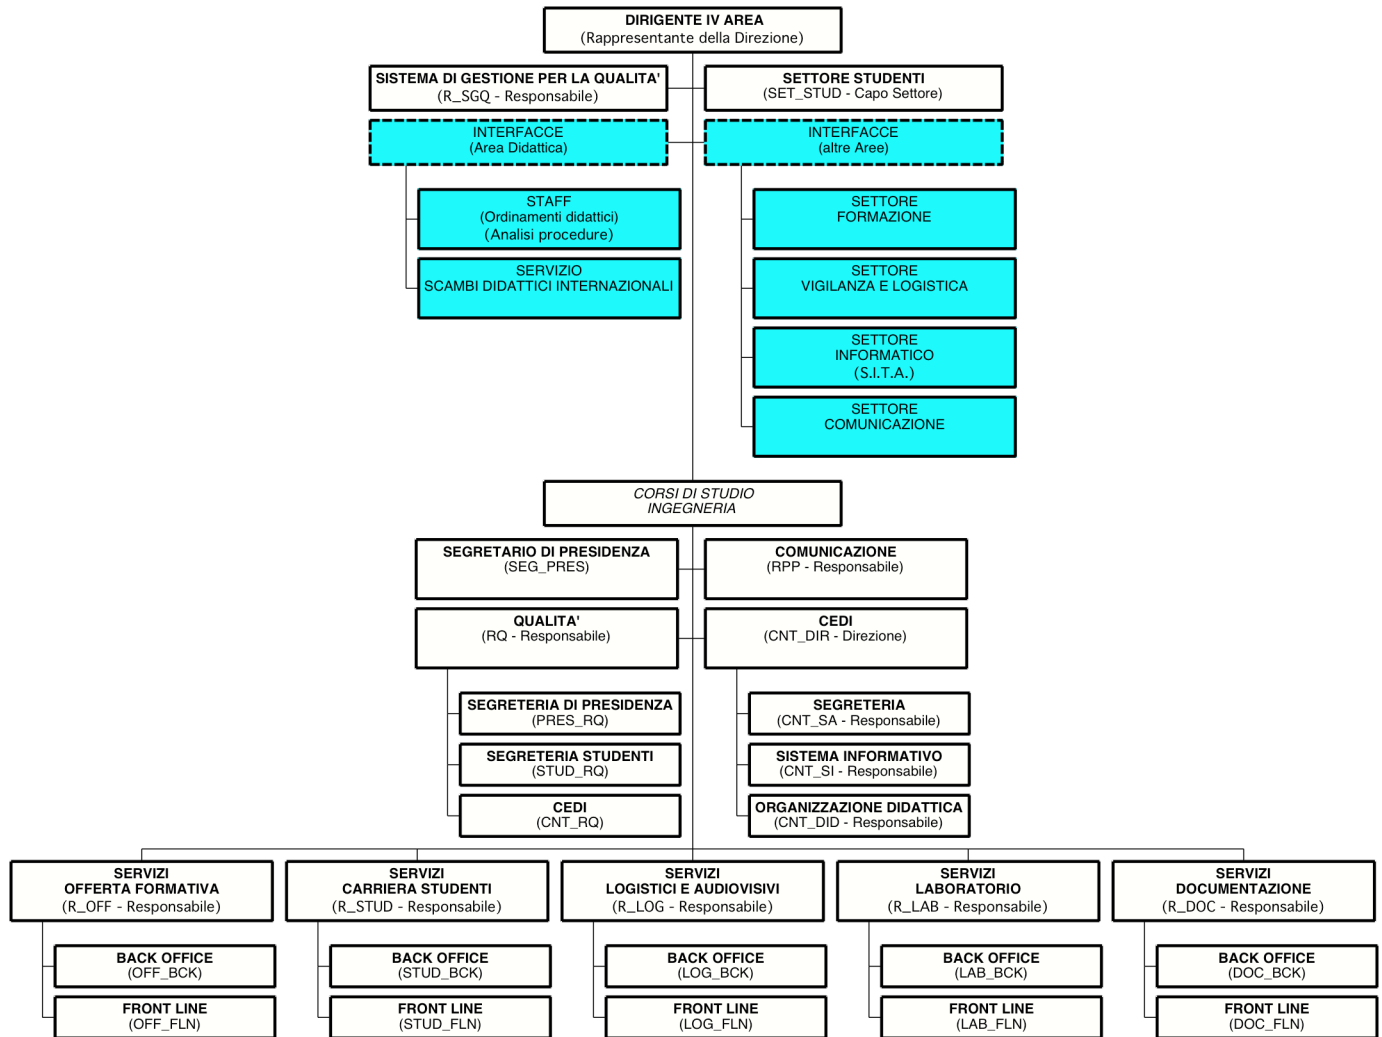 DIRIGENTE IV AREA
(Rappresentante della Direzione)
SISTEMA DI GESTIONE PER LA QUALITA'
(R_SGQ - Responsabile)
SETTORE STUDENTI
(SET_STUD - Capo Settore)
INTERFACCE
(Area Didattica)
INTERFACCE
(altre Aree)
STAFF
(Ordinamenti didattici)
(Analisi procedure)
SERVIZIO
SCAMBI DIDATTICI INTERNAZIONALI
SETTORE
FORMAZIONE
SETTORE
VIGILANZA E LOGISTICA
SETTORE
INFORMATICO
(S.I.T.A.)
SETTORE
COMUNICAZIONE
CORSI DI STUDIO
INGEGNERIA
SEGRETARIO DI PRESIDENZA
(SEG_PRES)
COMUNICAZIONE
(RPP - Responsabile)
QUALITA'
(RQ - Responsabile)
CEDI
(CNT_DIR - Direzione)
SEGRETERIA DI PRESIDENZA
(PRES_RQ)
SEGRETERIA STUDENTI
(STUD_RQ)
CEDI
(CNT_RQ)
SEGRETERIA
(CNT_SA - Responsabile)
SISTEMA INFORMATIVO
(CNT_SI - Responsabile)
ORGANIZZAZIONE DIDATTICA
(CNT_DID - Responsabile)
SERVIZI
OFFERTA FORMATIVA
(R_OFF - Responsabile)
BACK OFFICE
(OFF_BCK)
FRONT LINE
(OFF_FLN)
SERVIZI
CARRIERA STUDENTI
(R_STUD - Responsabile)
BACK OFFICE
(STUD_BCK)
FRONT LINE
(STUD_FLN)
SERVIZI
LOGISTICI E AUDIOVISIVI
(R_LOG - Responsabile)
BACK OFFICE
(LOG_BCK)
FRONT LINE
(LOG_FLN)
SERVIZI
LABORATORIO
(R_LAB - Responsabile)
BACK OFFICE
(LAB_BCK)
FRONT LINE
(LAB_FLN)
SERVIZI
DOCUMENTAZIONE
(R_DOC - Responsabile)
BACK OFFICE
(DOC_BCK)
FRONT LINE
(DOC_FLN)